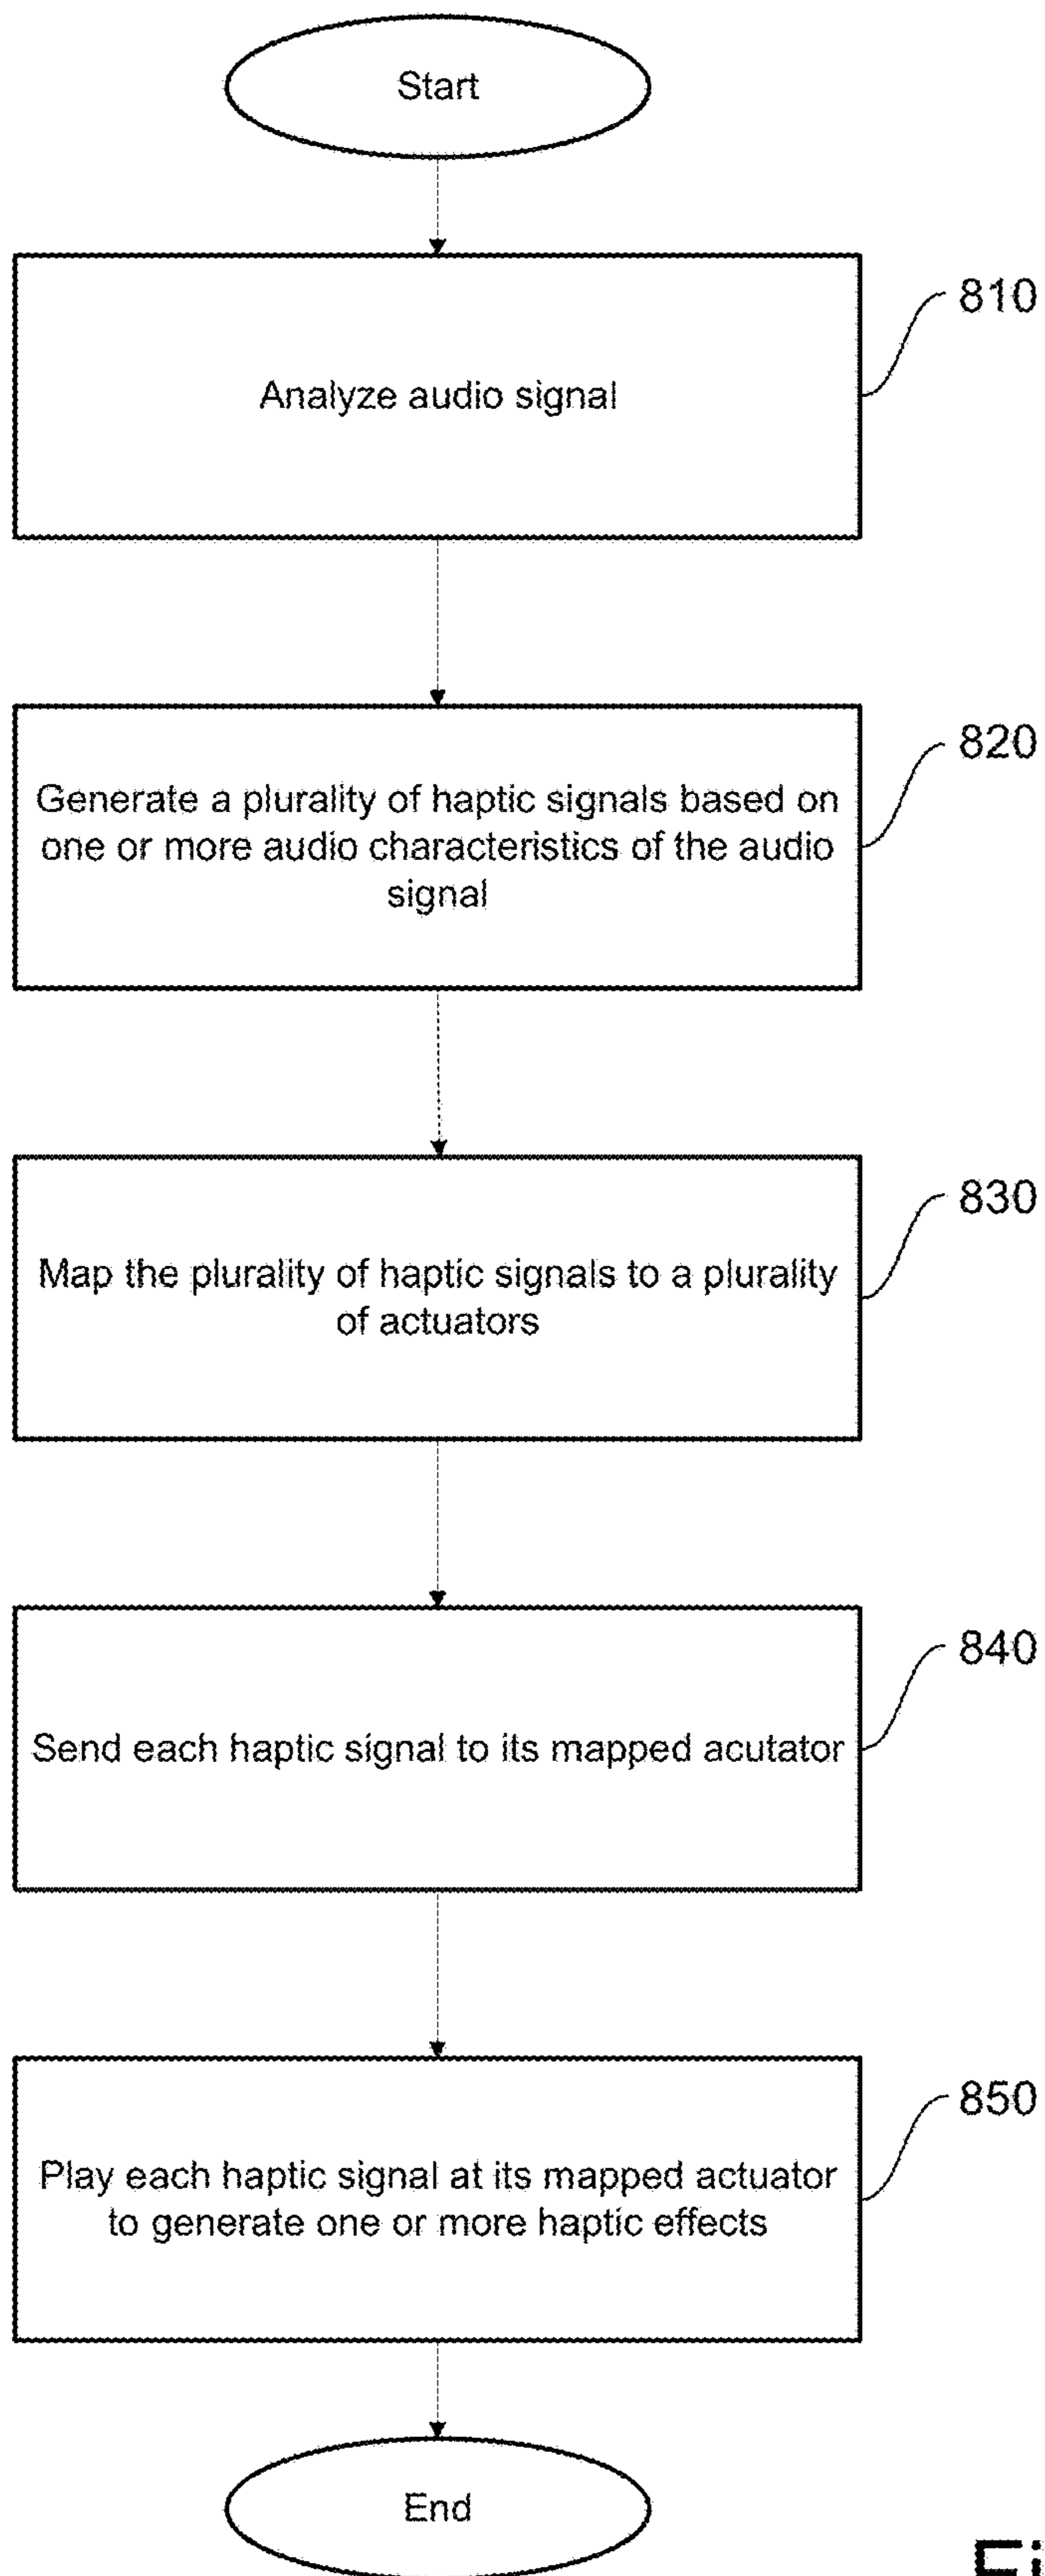 Start
810
Analyze audio signal
820
Generate a plurality of haptic signals based on
one or more audio characteristics of the audio
signal
830
Map the plurality of haptic signals to a plurality
of actuators
840
Send each haptic signal to its mapped acutator
850
Play each haptic signal at its mapped actuator
to generate one or more haptic effects
End